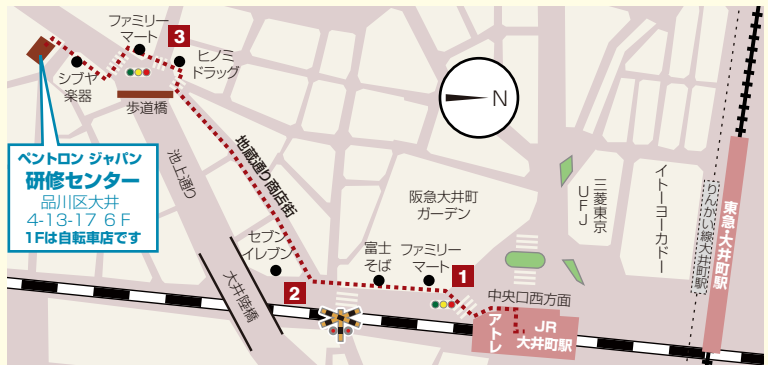 ファミリー
マート
3
ヒノミ
ドラッグ
シブヤ
楽器
歩道橋
N
ペントロン ジャパン
研修センター
品川区大井
4-13-17 6F
1Fは自転車店です
池上通り
地蔵通り商店街
阪急大井町
ガーデン
三菱東京
UFJ
イトーヨーカドー
りんかい線大井町駅
東急・大井町駅
セブン
イレブン
大井陸橋
2
富士
そば
ファミリー
マート
1
中央口西方面
アトレ
JR
大井町駅